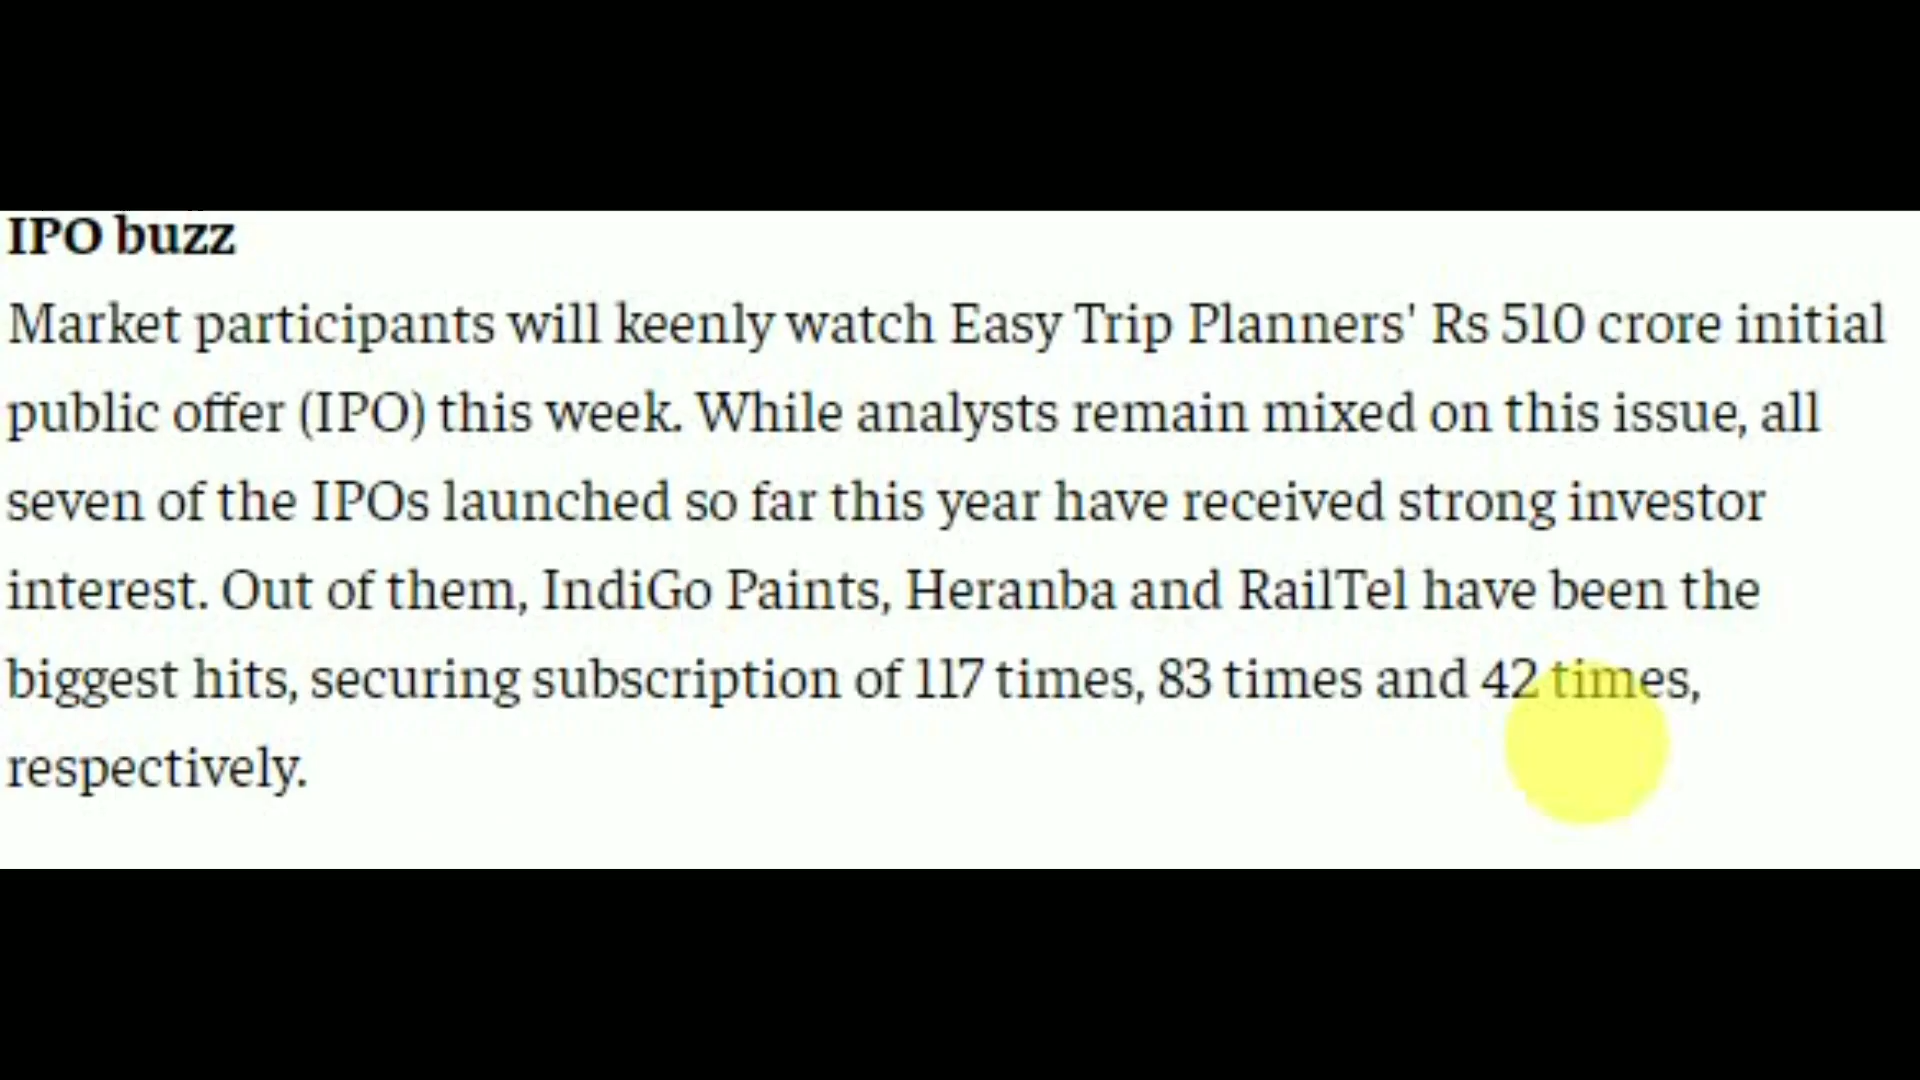 IPO buzz
Market participants will keenly watch Easy Trip Planners' Rs 510 crore initial
public offer (IPO) this week. While analysts remain mixed on this issue, all
seven of the IPOs launched so far this year have received strong investor
interest. Out of them, IndiGo Paints, Heranba and RailTel have been the
biggest hits, securing subscription of 117 times, 83 times and 42 times,
respectively.